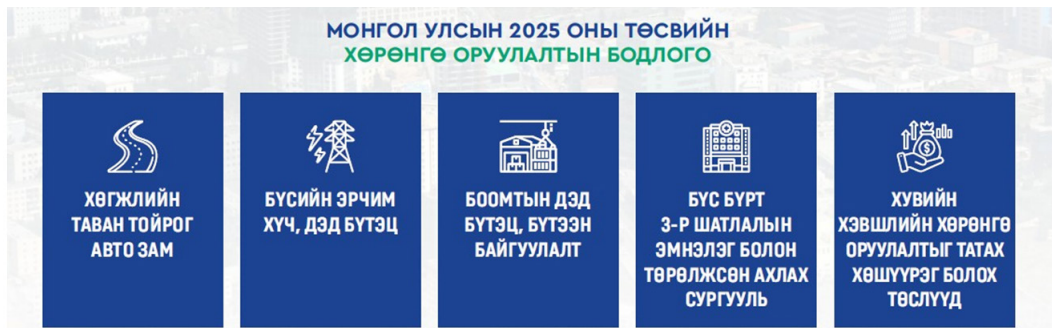 МОНГОЛ УЛСЫН 2025 ОНЫ ТӨСВИЙН
ХӨРӨНГӨ ОРУУЛАЛТЫН БОДЛОГО
ХӨГЖЛИЙН
ТАВАН ТОЙРОГ
АВТО ЗАМ
БҮСИЙН ЭРЧИМ
ХҮЧ, ДЭД БҮТЭЦ
БООМТЫН ДЭД
БҮТЭЦ, БҮТЭЭН
БАЙГУУЛАЛТ
БҮС БҮРТ
3-Р ШАТЛАЛЫН
ЭМНЭЛЭГ БОЛОН
ТӨРӨЛЖСӨН АХЛАХ
СУРГУУЛЬ
ХУВИЙН
ХЭВШЛИЙН ХӨРӨНГӨ
ОРУУЛАЛТЫГ ТАТАХ
ХӨШҮҮРЭГ БОЛОХ
ТӨСЛҮҮД